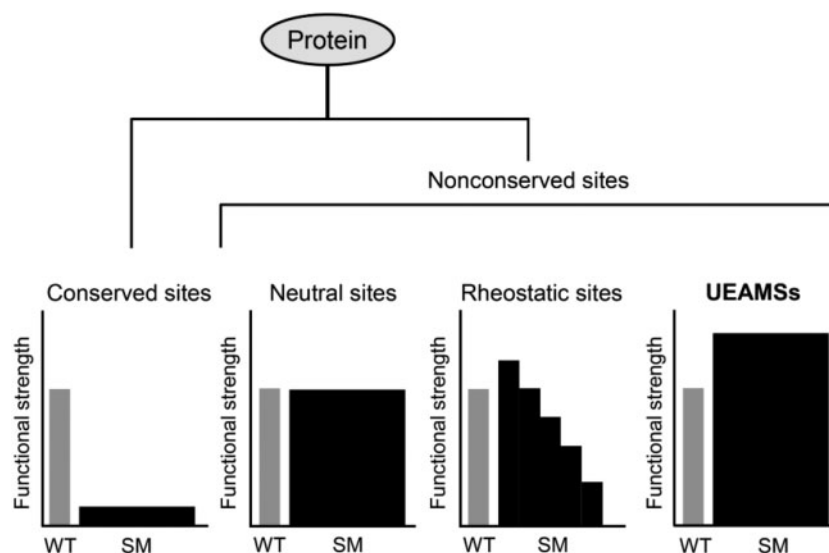 Protein
Nonconserved sites
Conserved sites
Neutral sites
Rheostatic sites
UEAMSs
Functional strength
Functional strength
Functional strength
Functional strength
WT SM
WT SM
WT SM
WT SM